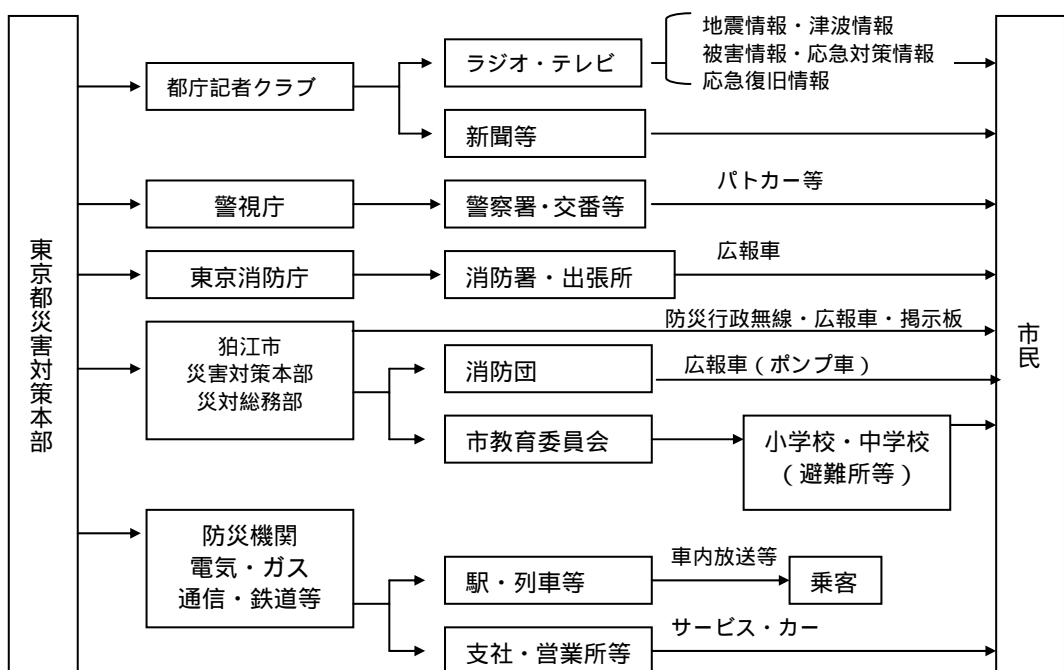 東京都災害対策本部
都庁記者クラブ
ラジオ・テレビ
地震情報・津波情報
被害情報・応急対策情報
応急復旧情報
新聞等
警視庁
警察署・交番等
パトカー等
東京消防庁
消防署・出張所
広報車
狛江市
災害対策本部
災対総務部
防災行政無線・広報車・掲示板
消防団
広報車（ポンプ車）
市教育委員会
小学校・中学校
（避難所等）
防災機関
電気・ガス
通信・鉄道等
駅・列車等
車内放送等
乗客
支社・営業所等
サービス・カー
市民